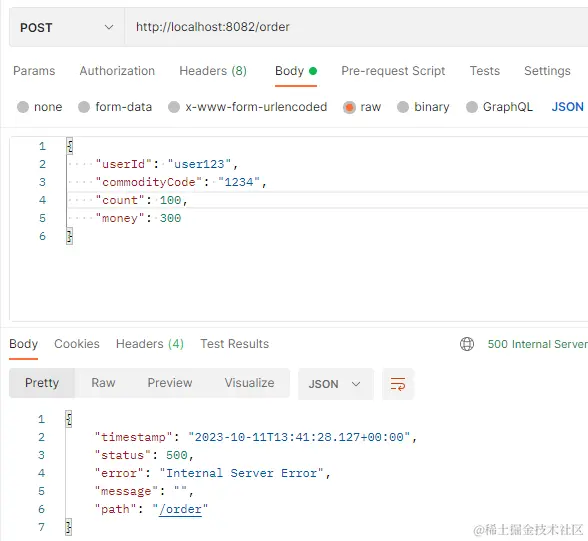 POST http://localhost:8082/order
Params Authorization Headers (8) Body Pre-request Script Tests Settings
none form-data x-www-form-urlencoded raw binary GraphQL JSON
1 {
2 "userId": "user123",
3 "commodityCode": "1234",
4 "count": 100,
5 "money": 300
6 }
Body Cookies Headers (4) Test Results 500 Internal Server
Pretty Raw Preview Visualize JSON
1 {
2 "timestamp": "2023-10-11T13:41:28.127+00:00",
3 "status": 500,
4 "error": "Internal Server Error",
5 "message": "",
6 "path": "/order"
7 }
@稀土掘金技术社区